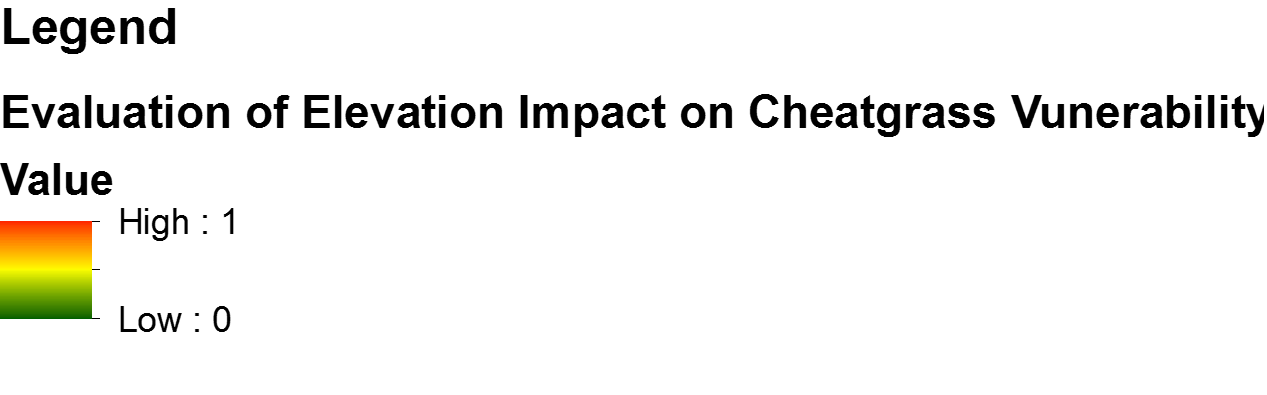 Legend
Evaluation of Elevation Impact on Cheatgrass Vunerability
Value
High : 1
Low : 0